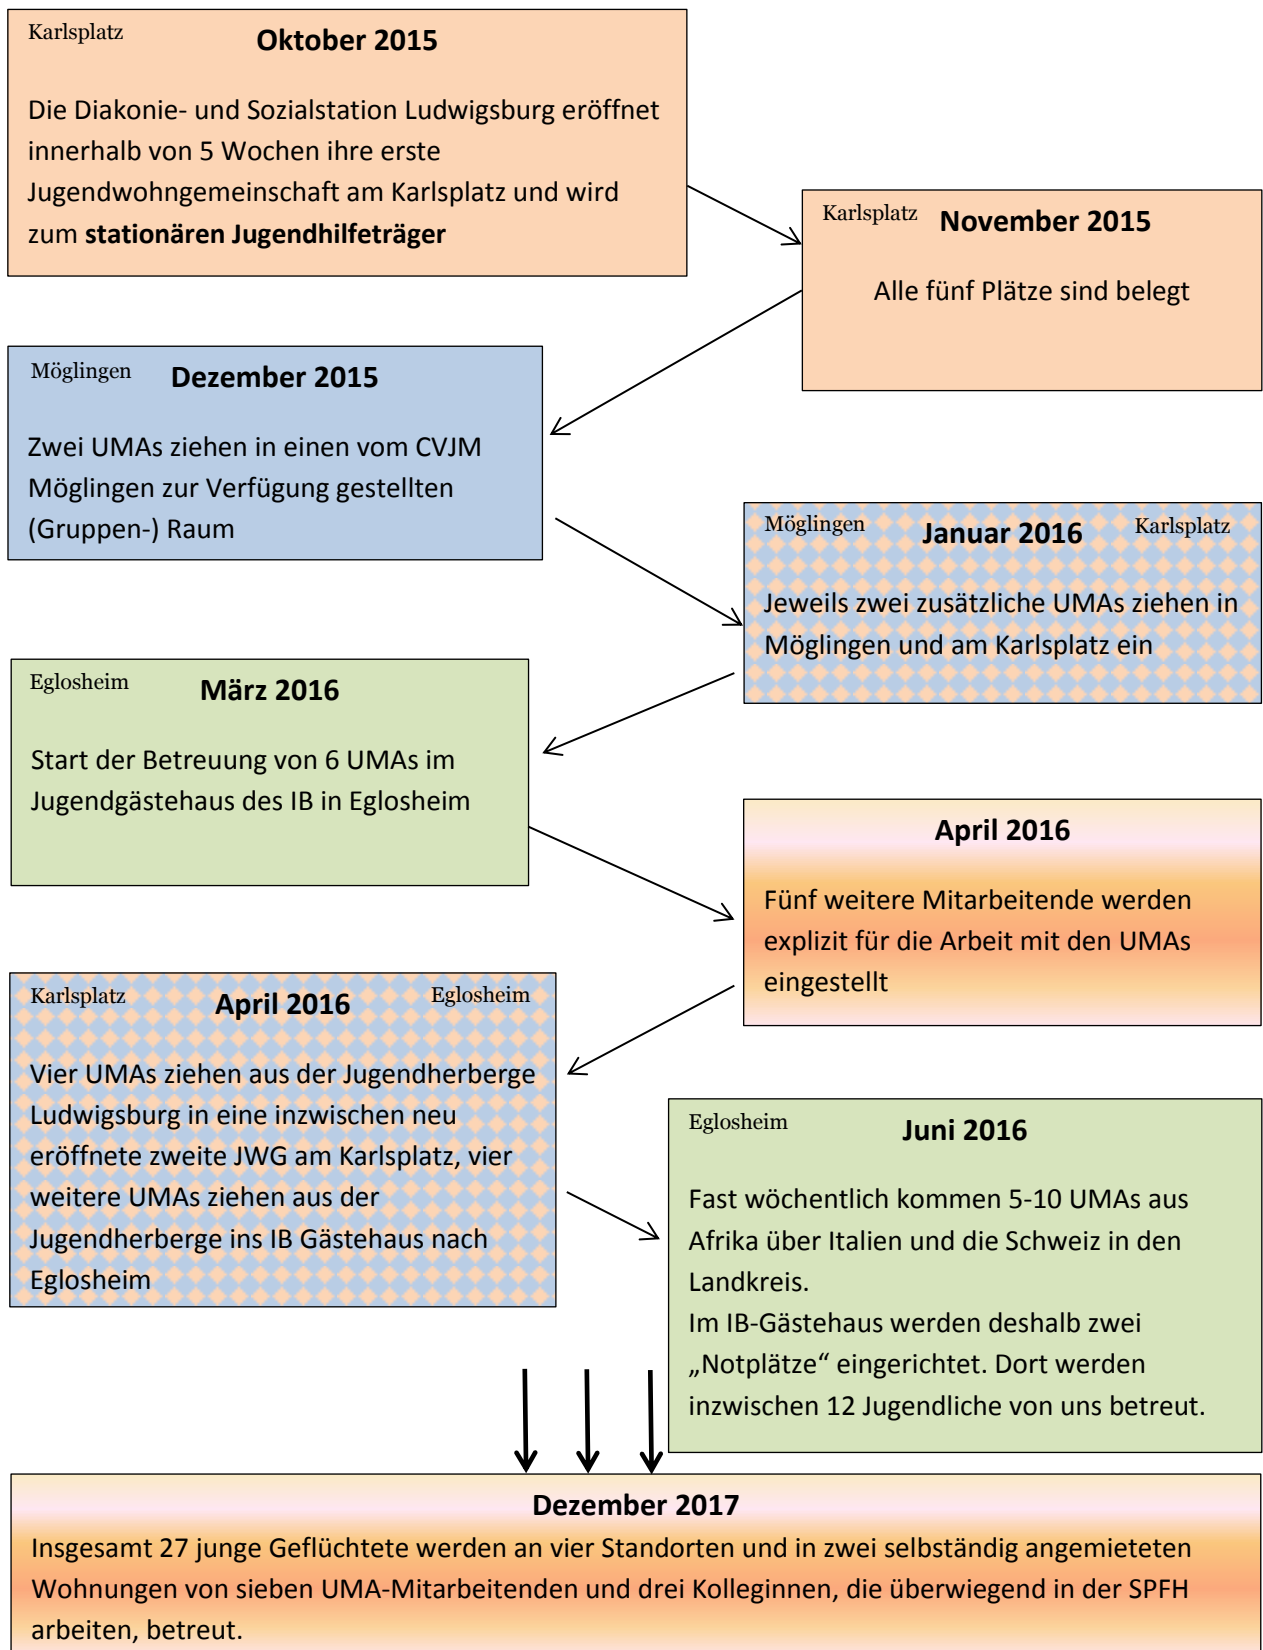 Karlsplatz
Oktober 2015
Die Diakonie- und Sozialstation Ludwigsburg eröffnet
innerhalb von 5 Wochen ihre erste
Jugendwohngemeinschaft am Karlsplatz und wird
zum stationären Jugendhilfeträger
Karlsplatz
November 2015
Alle fünf Plätze sind belegt
Möglingen
Dezember 2015
Zwei UMAs ziehen in einen vom CVJM
Möglingen zur Verfügung gestellten
(Gruppen-) Raum
Möglingen
Januar 2016
Karlsplatz
Jeweils zwei zusätzliche UMAs ziehen in
Möglingen und am Karlsplatz ein
Eglosheim
März 2016
Start der Betreuung von 6 UMAs im
Jugendgästehaus des IB in Eglosheim
April 2016
Fünf weitere Mitarbeitende werden
explizit für die Arbeit mit den UMAs
eingestellt
Karlsplatz
April 2016
Eglosheim
Vier UMAs ziehen aus der Jugendherberge
Ludwigsburg in eine inzwischen neu
eröffnete zweite JWG am Karlsplatz, vier
weitere UMAs ziehen aus der
Jugendherberge ins IB Gästehaus nach
Eglosheim
Eglosheim
Juni 2016
Fast wöchentlich kommen 5-10 UMAs aus
Afrika über Italien und die Schweiz in den
Landkreis.
Im IB-Gästehaus werden deshalb zwei
„Notplätze“ eingerichtet. Dort werden
inzwischen 12 Jugendliche von uns betreut.
Dezember 2017
Insgesamt 27 junge Geflüchtete werden an vier Standorten und in zwei selbständig angemieteten
Wohnungen von sieben UMA-Mitarbeitenden und drei Kolleginnen, die überwiegend in der SPFH
arbeiten, betreut.